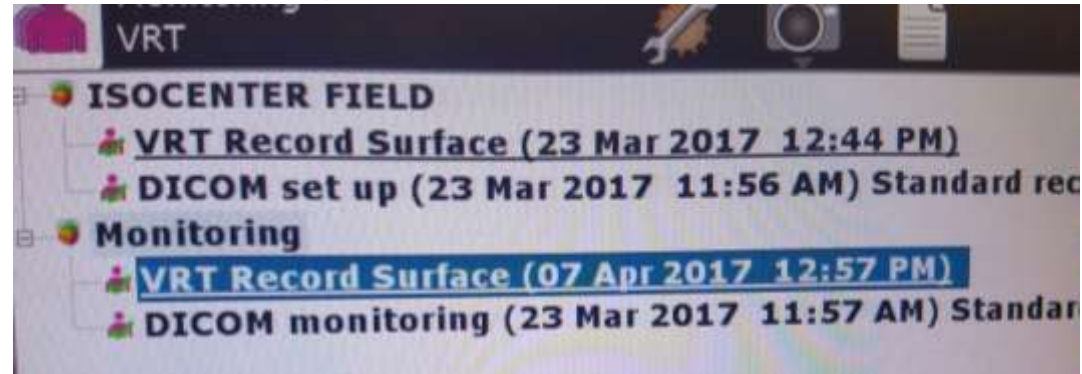 Monitoring
VRT
ISOCENTER FIELD
VRT Record Surface (23 Mar 2017 12:44 PM)
DICOM set up (23 Mar 2017 11:56 AM) Standard rec
Monitoring
VRT Record Surface (07 Apr 2017 12:57 PM)
DICOM monitoring (23 Mar 2017 11:57 AM) Standar